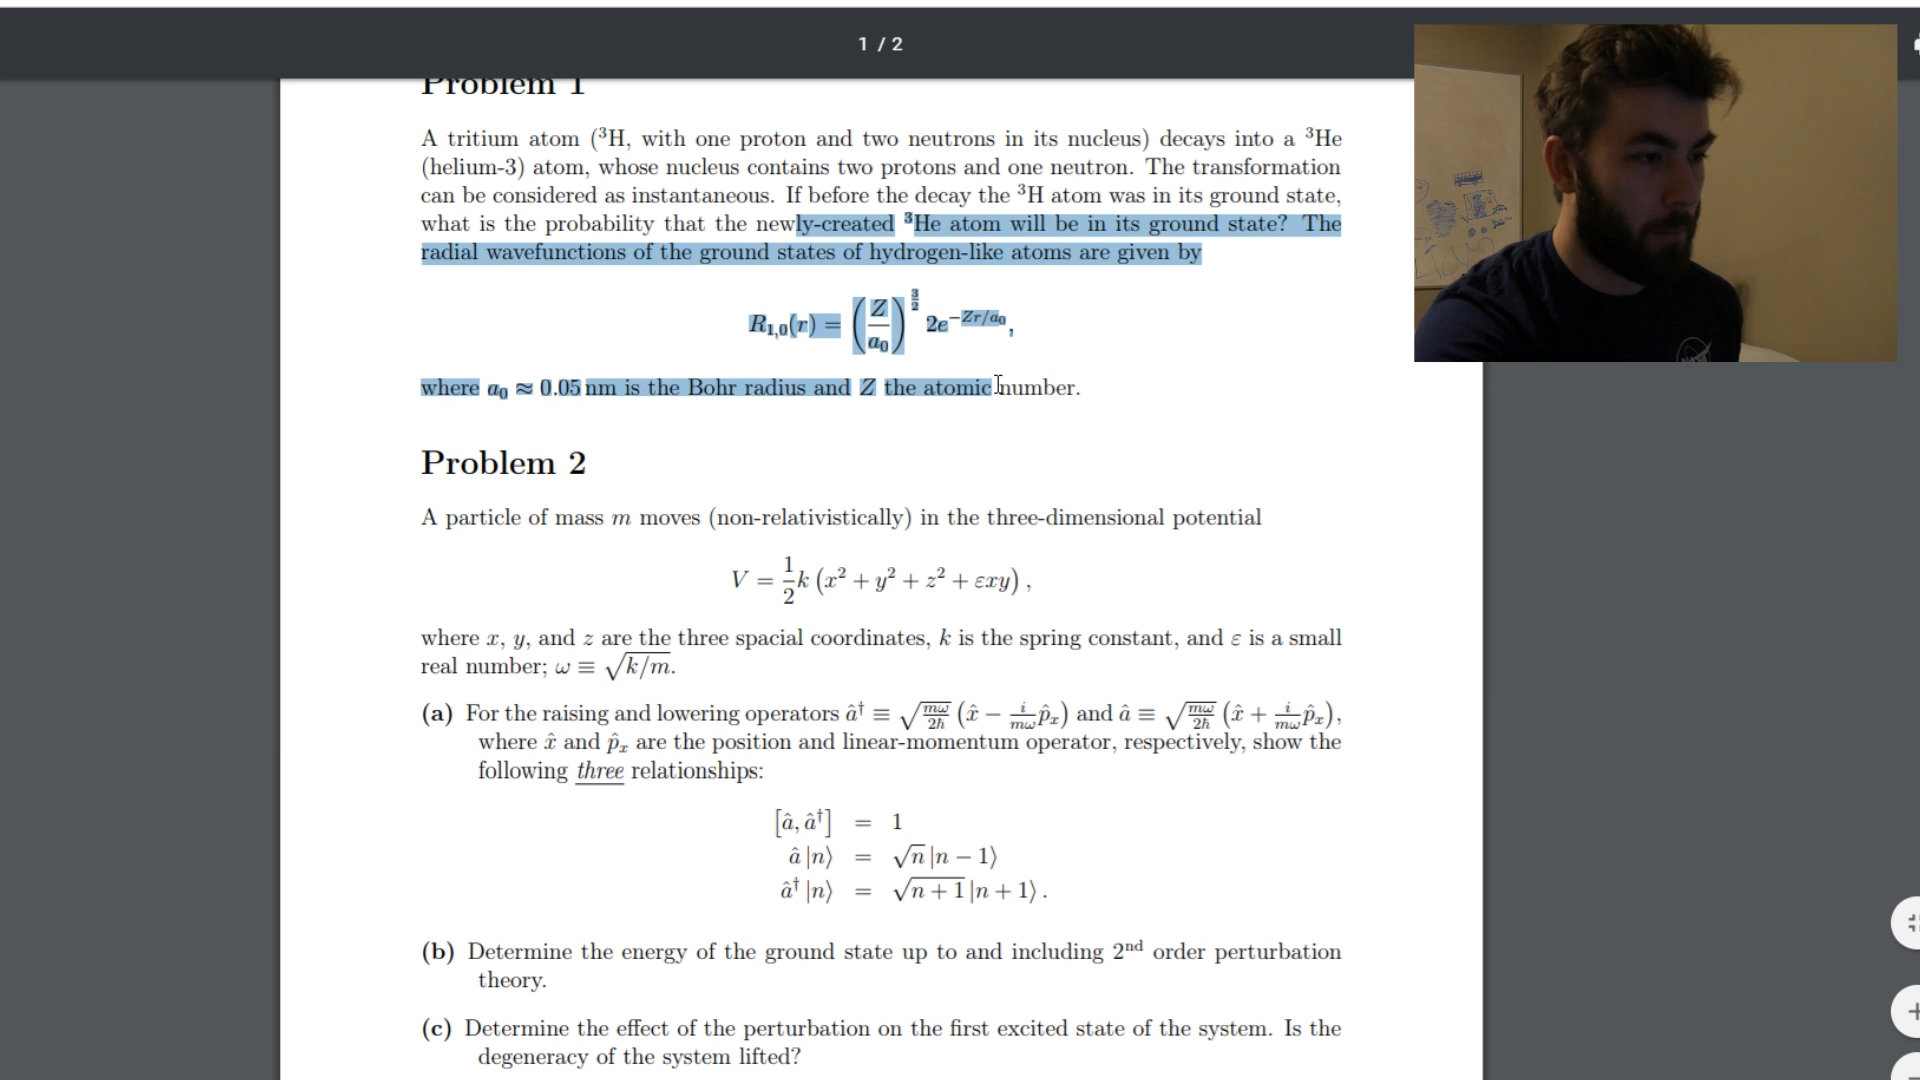 1 / 2
Problem 1
A tritium atom (³H, with one proton and two neutrons in its nucleus) decays into a ³He
(helium-3) atom, whose nucleus contains two protons and one neutron. The transformation
can be considered as instantaneous. If before the decay the ³H atom was in its ground state,
what is the probability that the newly-created ³He atom will be in its ground state? The
radial wavefunctions of the ground states of hydrogen-like atoms are given by
R₁,₀(r) = (Z/a₀)^(3/2) 2e^(−Zr/a₀),
where a₀ ≈ 0.05 nm is the Bohr radius and Z the atomic number.
Problem 2
A particle of mass m moves (non-relativistically) in the three-dimensional potential
V = 1/2 k (x² + y² + z² + εxy),
where x, y, and z are the three spacial coordinates, k is the spring constant, and ε is a small
real number; ω ≡ √(k/m).
(a) For the raising and lowering operators â† ≡ √(mω/2ħ) (x̂ − i/mω p̂ₓ) and â ≡ √(mω/2ħ) (x̂ + i/mω p̂ₓ),
where x̂ and p̂ₓ are the position and linear-momentum operator, respectively, show the
following three relationships:
[â, â†] = 1
â |n⟩ = √n |n − 1⟩
â† |n⟩ = √(n + 1) |n + 1⟩ .
(b) Determine the energy of the ground state up to and including 2nd order perturbation
theory.
(c) Determine the effect of the perturbation on the first excited state of the system. Is the
degeneracy of the system lifted?